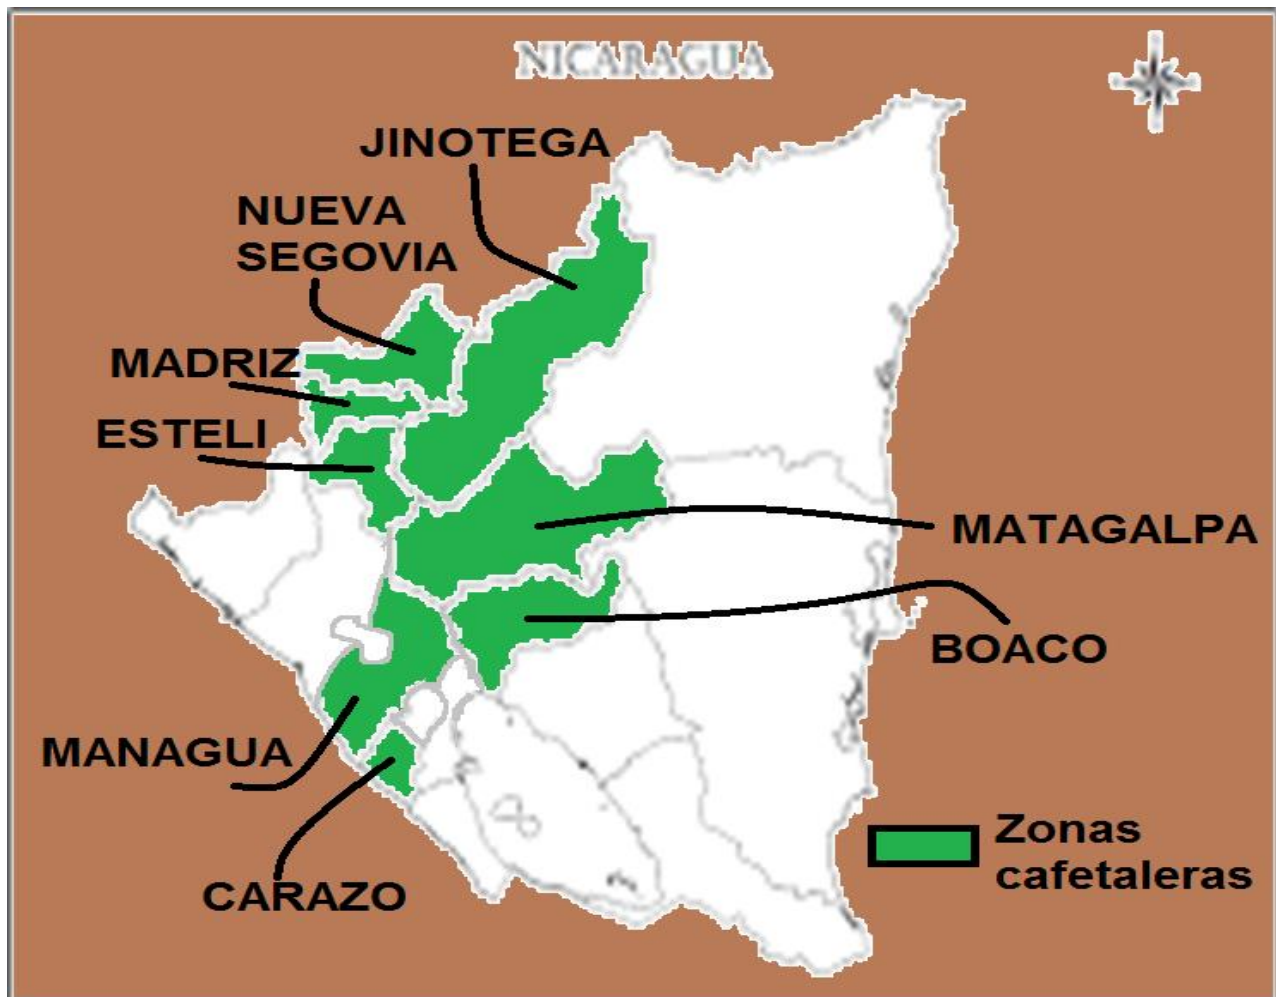 NICARAGUA
JINOTEGA
NUEVA
SEGOVIA
MADRIZ
ESTELI
MATAGALPA
BOACO
MANAGUA
CARAZO
Zonas
cafetaleras